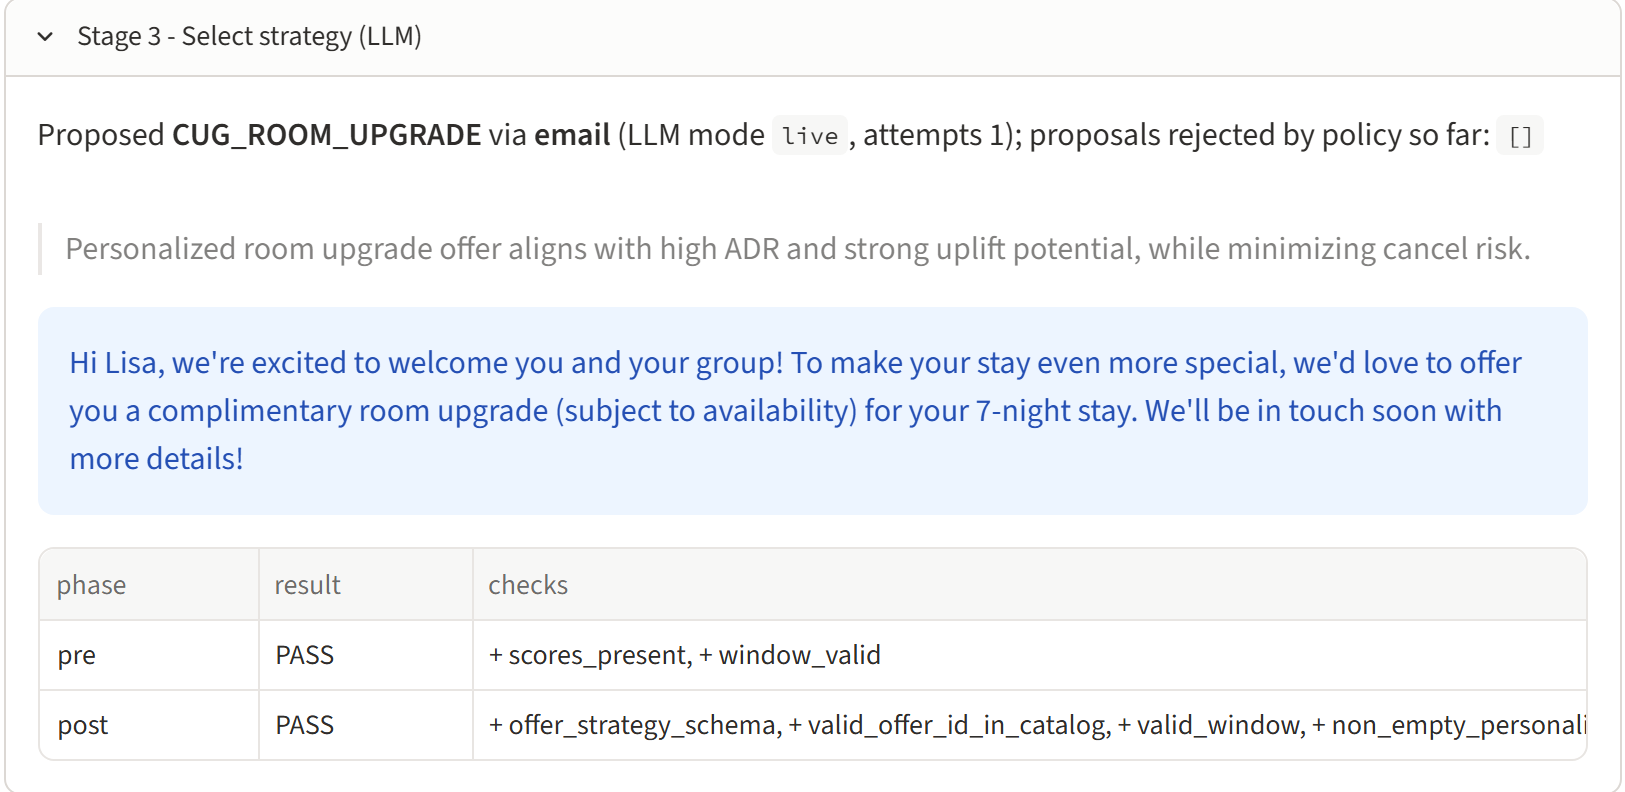 Stage 3 - Select strategy (LLM)
Proposed CUG_ROOM_UPGRADE via email (LLM mode live, attempts 1); proposals rejected by policy so far: []
Personalized room upgrade offer aligns with high ADR and strong uplift potential, while minimizing cancel risk.
Hi Lisa, we're excited to welcome you and your group! To make your stay even more special, we'd love to offer
you a complimentary room upgrade (subject to availability) for your 7-night stay. We'll be in touch soon with
more details!
phase result checks
pre PASS + scores_present, + window_valid
post PASS + offer_strategy_schema, + valid_offer_id_in_catalog, + valid_window, + non_empty_personali